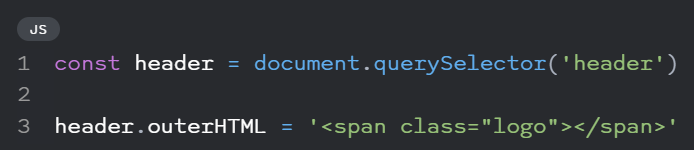 JS
1 const header = document.querySelector('header')
2
3 header.outerHTML = '<span class="logo"></span>'